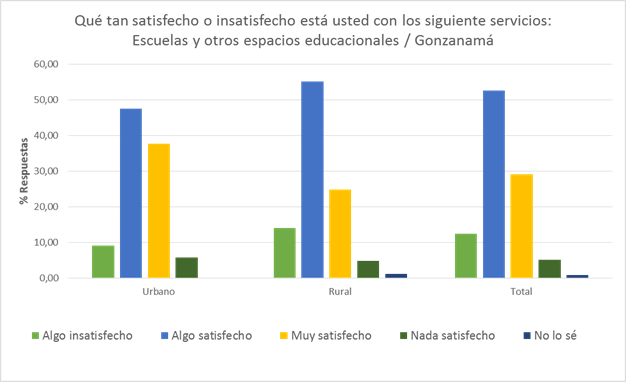 Qué tan satisfecho o insatisfecho está usted con los siguiente servicios:
Escuelas y otros espacios educacionales / Gonzanamá
60,00
50,00
40,00
30,00
20,00
10,00
0,00
% Respuestas
Urbano Rural Total
Algo insatisfecho Algo satisfecho Muy satisfecho Nada satisfecho No lo sé